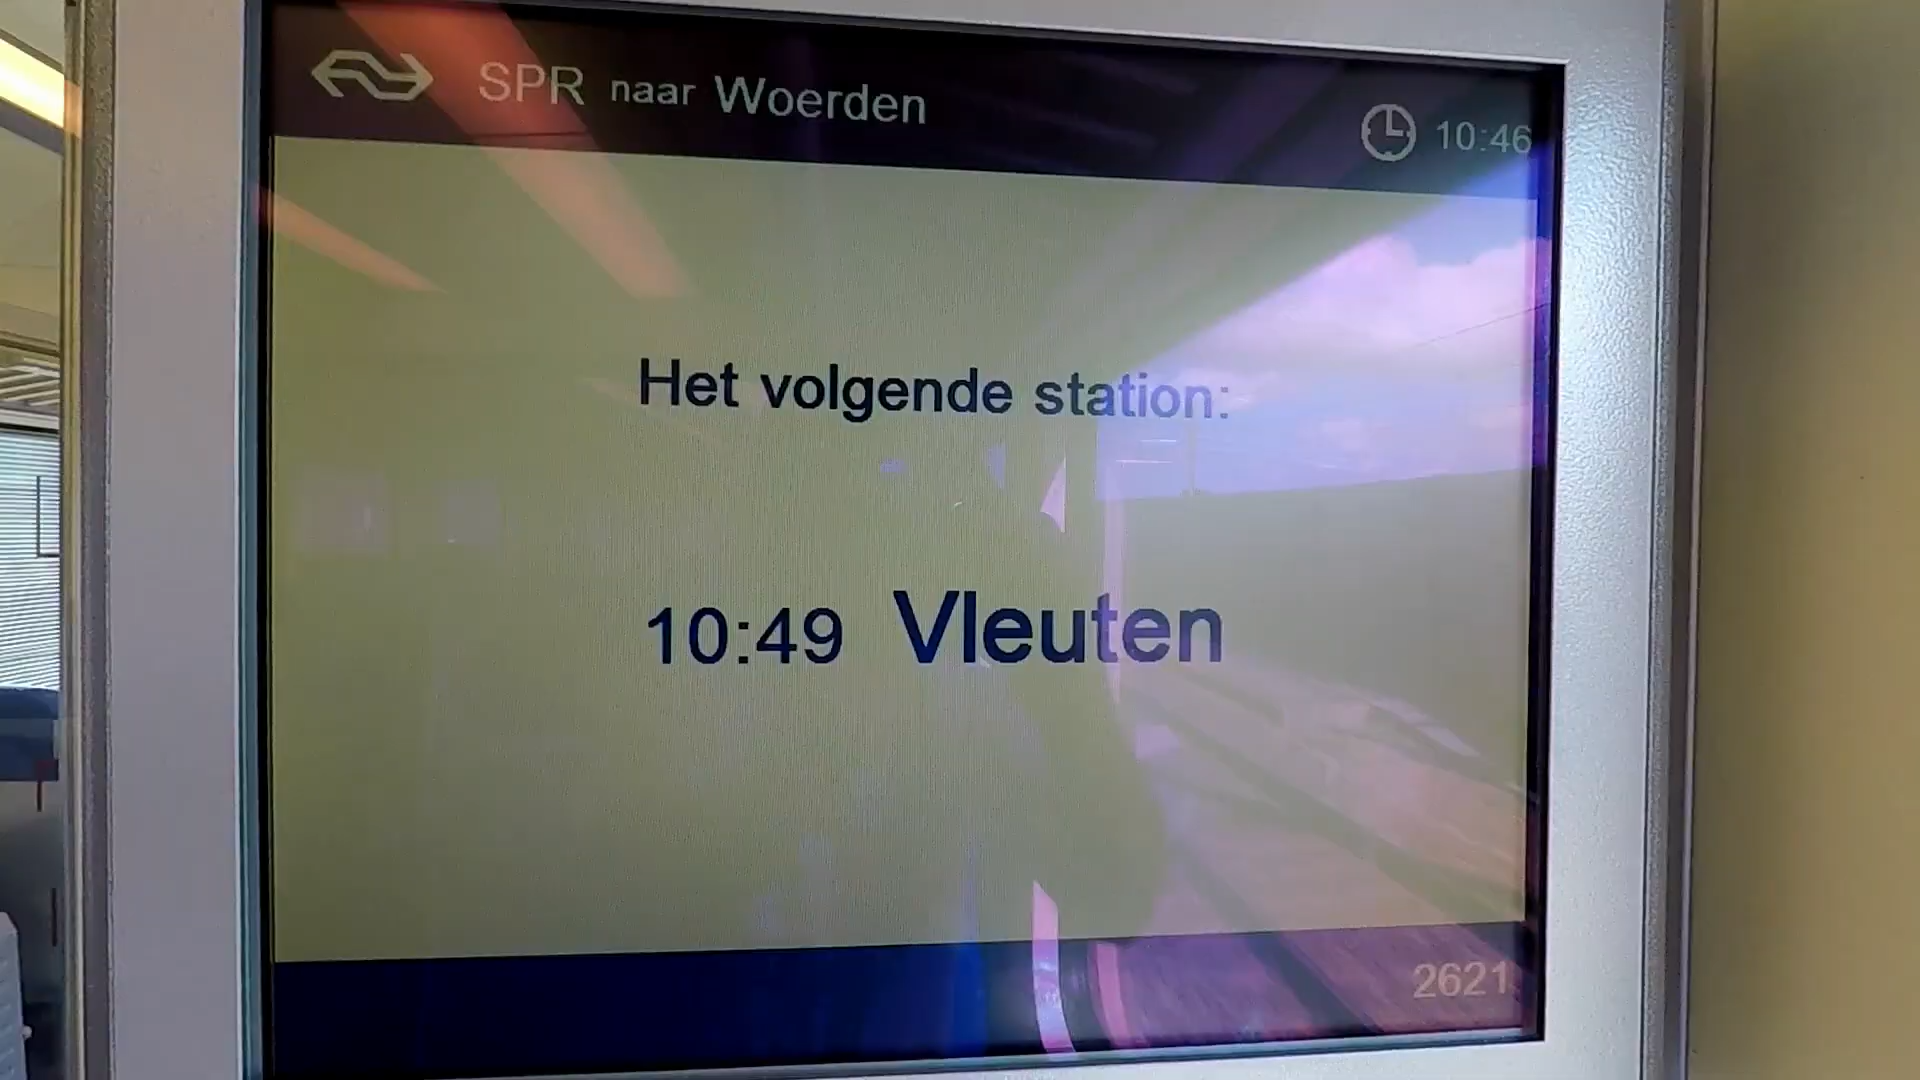 SPR naar Woerden
10:46
Het volgende station:
10:49 Vleuten
2621